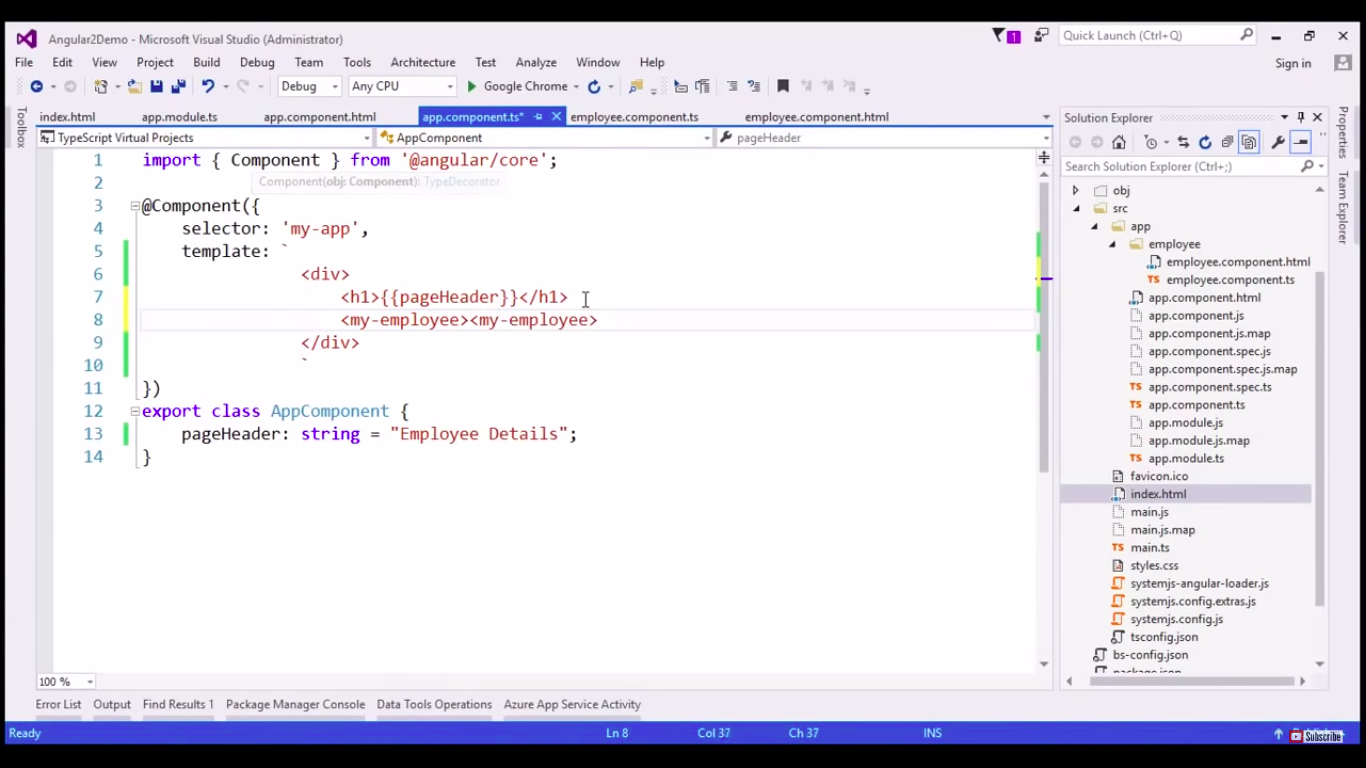 Angular2Demo - Microsoft Visual Studio (Administrator)
1
Quick Launch (Ctrl+Q)
File Edit View Project Build Debug Team Tools Architecture Test Analyze Window Help
Sign in
Debug Any CPU Google Chrome
Toolbox
index.html app.module.ts app.component.html app.component.ts* employee.component.ts employee.component.html
TypeScript Virtual Projects AppComponent pageHeader
1 import { Component } from '@angular/core';
2 Component(obj: Component): TypeDecorator
3 @Component({
4 selector: 'my-app',
5 template: `
6 <div>
7 <h1>{{pageHeader}}</h1>
8 <my-employee><my-employee>
9 </div>
10 `
11 })
12 export class AppComponent {
13 pageHeader: string = "Employee Details";
14 }
100 %
Solution Explorer
Search Solution Explorer (Ctrl+;)
obj
src
app
employee
employee.component.html
employee.component.ts
app.component.html
app.component.js
app.component.js.map
app.component.spec.js
app.component.spec.js.map
TS app.component.spec.ts
TS app.component.ts
app.module.js
app.module.js.map
TS app.module.ts
favicon.ico
index.html
main.js
main.js.map
TS main.ts
styles.css
systemjs-angular-loader.js
systemjs.config.extras.js
systemjs.config.js
tsconfig.json
bs-config.json
package.json
Properties
Team Explorer
Error List Output Find Results 1 Package Manager Console Data Tools Operations Azure App Service Activity
Ready Ln 8 Col 37 Ch 37 INS
Subscribe